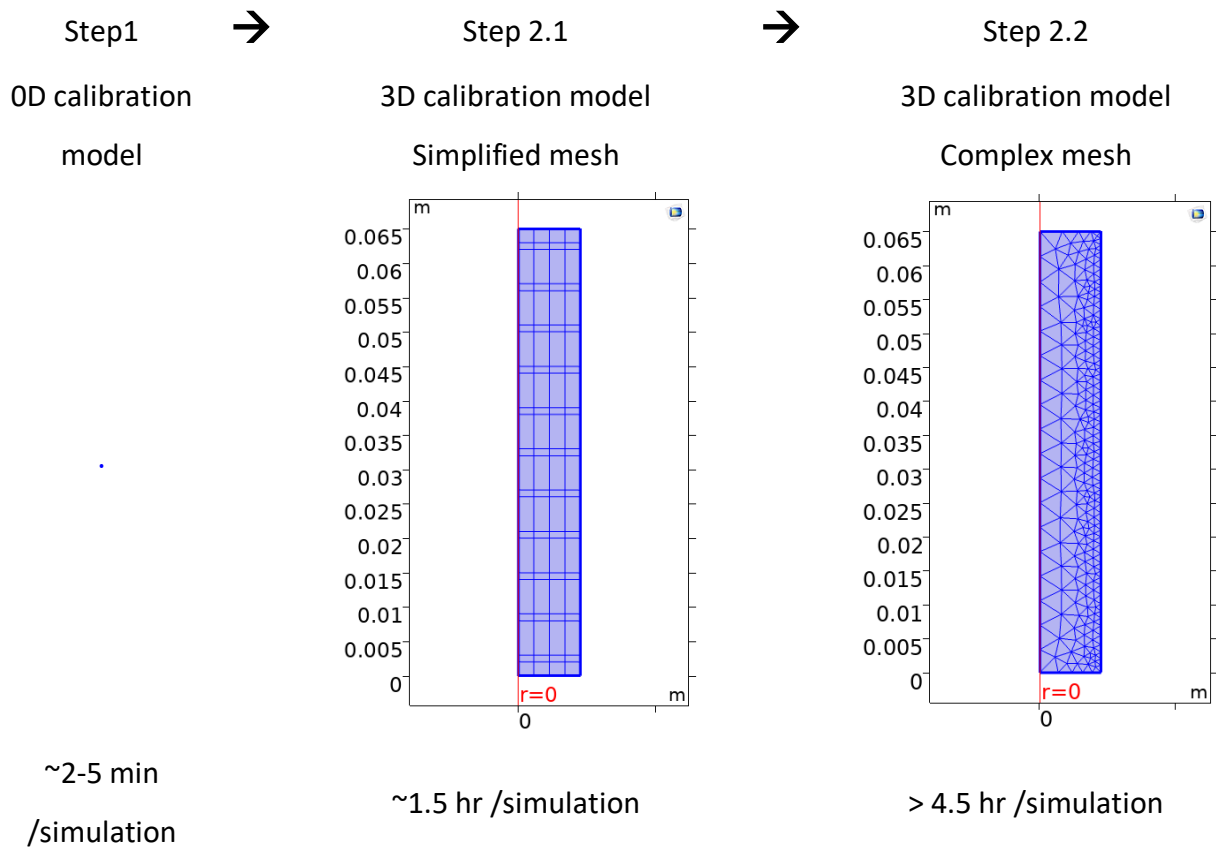 Step1 → Step 2.1 → Step 2.2
0D calibration
model
3D calibration model
Simplified mesh
3D calibration model
Complex mesh
m
0.065
0.06
0.055
0.05
0.045
0.04
0.035
0.03
0.025
0.02
0.015
0.01
0.005
0
r=0
m
0
m
0.065
0.06
0.055
0.05
0.045
0.04
0.035
0.03
0.025
0.02
0.015
0.01
0.005
0
r=0
m
0
~2-5 min
/simulation
~1.5 hr /simulation
> 4.5 hr /simulation